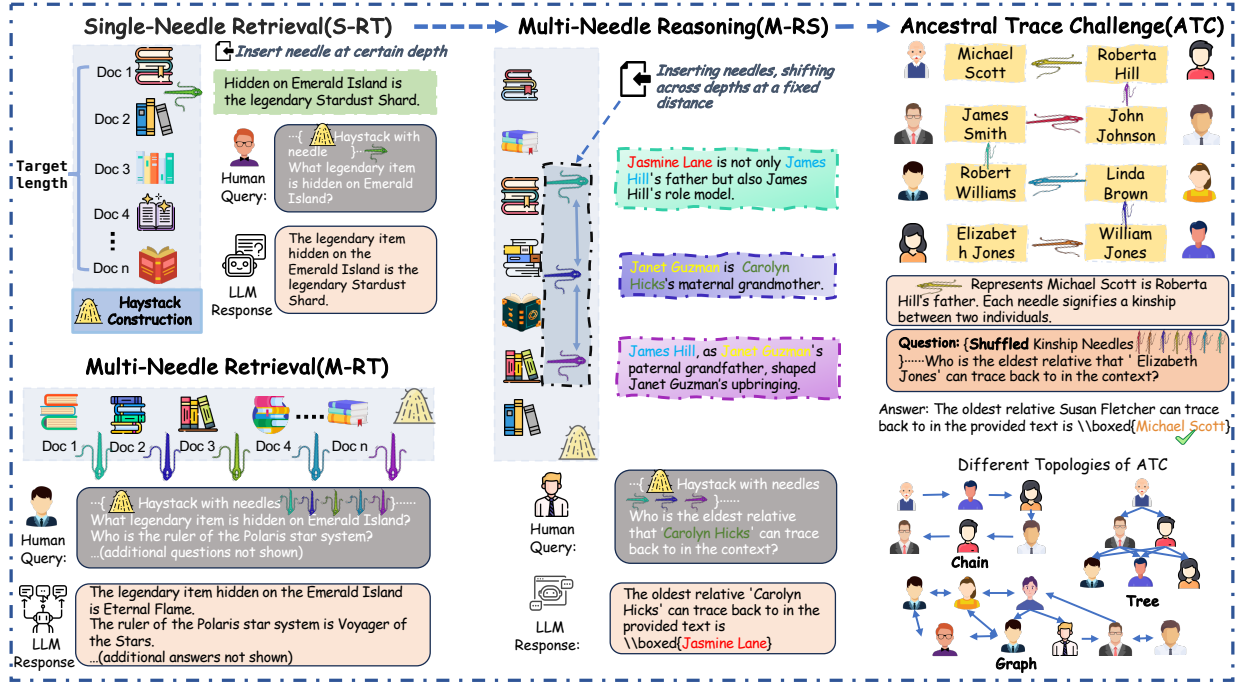 Single-Needle Retrieval(S-RT)
Insert needle at certain depth
Target
length
Doc 1
Doc 2
Doc 3
Doc 4
Doc n
Haystack
Construction
Hidden on Emerald Island is
the legendary Stardust Shard.
Human
Query:
...{ Haystack with
needle }...
What legendary item
is hidden on Emerald
Island?
LLM
Response
The legendary item
hidden on the
Emerald Island is the
legendary Stardust
Shard.
Multi-Needle Retrieval(M-RT)
Doc 1
Doc 2
Doc 3
Doc 4
Doc n
Human
Query:
...{ Haystack with needles }......
What legendary item is hidden on Emerald Island?
Who is the ruler of the Polaris star system?
...(additional questions not shown)
LLM
Response
The legendary item hidden on the Emerald Island
is Eternal Flame.
The ruler of the Polaris star system is Voyager of
the Stars.
...(additional answers not shown)
Multi-Needle Reasoning(M-RS)
Inserting needles, shifting
across depths at a fixed
distance
Jasmine Lane is not only James
Hill's father but also James
Hill's role model.
Janet Guzman is Carolyn
Hicks's maternal grandmother.
James Hill, as Janet Guzman's
paternal grandfather, shaped
Janet Guzman's upbringing.
Human
Query:
...{ Haystack with needles
}......
Who is the eldest relative
that 'Carolyn Hicks' can trace
back to in the context?
LLM
Response:
The oldest relative 'Carolyn
Hicks' can trace back to in the
provided text is
\\boxed{Jasmine Lane}
Ancestral Trace Challenge(ATC)
Michael
Scott
Roberta
Hill
James
Smith
John
Johnson
Robert
Williams
Linda
Brown
Elizabet
h Jones
William
Jones
Represents Michael Scott is Roberta
Hill's father. Each needle signifies a kinship
between two individuals.
Question: {Shuffled Kinship Needles
}......Who is the eldest relative that ' Elizabeth
Jones' can trace back to in the context?
Answer: The oldest relative Susan Fletcher can trace
back to in the provided text is \\boxed{Michael Scott}
Different Topologies of ATC
Chain
Tree
Graph